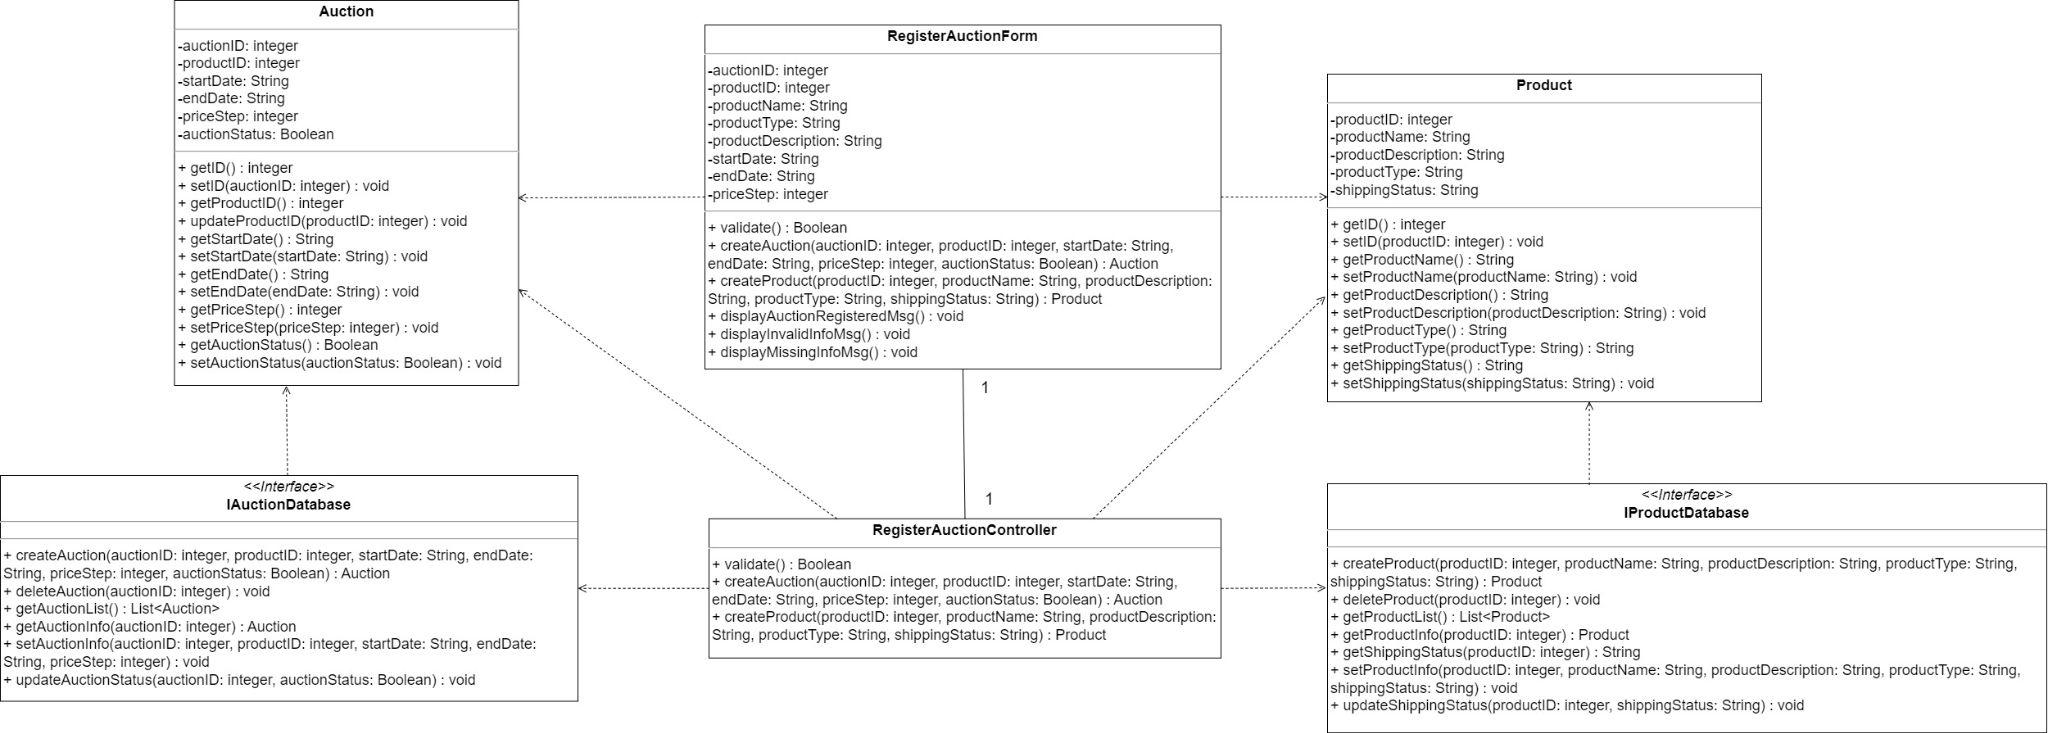 Auction
-auctionID: integer
-productID: integer
-startDate: String
-endDate: String
-priceStep: integer
-auctionStatus: Boolean
+ getID() : integer
+ setID(auctionID: integer) : void
+ getProductID() : integer
+ updateProductID(productID: integer) : void
+ getStartDate() : String
+ setStartDate(startDate: String) : void
+ getEndDate() : String
+ setEndDate(endDate: String) : void
+ getPriceStep() : integer
+ setPriceStep(priceStep: integer) : void
+ getAuctionStatus() : Boolean
+ setAuctionStatus(auctionStatus: Boolean) : void
RegisterAuctionForm
-auctionID: integer
-productID: integer
-productName: String
-productType: String
-productDescription: String
-startDate: String
-endDate: String
-priceStep: integer
+ validate() : Boolean
+ createAuction(auctionID: integer, productID: integer, startDate: String,
endDate: String, priceStep: integer, auctionStatus: Boolean) : Auction
+ createProduct(productID: integer, productName: String, productDescription:
String, productType: String, shippingStatus: String) : Product
+ displayAuctionRegisteredMsg() : void
+ displayInvalidInfoMsg() : void
+ displayMissingInfoMsg() : void
Product
-productID: integer
-productName: String
-productDescription: String
-productType: String
-shippingStatus: String
+ getID() : integer
+ setID(productID: integer) : void
+ getProductName() : String
+ setProductName(productName: String) : void
+ getProductDescription() : String
+ setProductDescription(productDescription: String) : void
+ getProductType() : String
+ setProductType(productType: String) : String
+ getShippingStatus() : String
+ setShippingStatus(shippingStatus: String) : void
1
1
<<Interface>>
IAuctionDatabase
+ createAuction(auctionID: integer, productID: integer, startDate: String, endDate:
String, priceStep: integer, auctionStatus: Boolean) : Auction
+ deleteAuction(auctionID: integer) : void
+ getAuctionList() : List<Auction>
+ getAuctionInfo(auctionID: integer) : Auction
+ setAuctionInfo(auctionID: integer, productID: integer, startDate: String, endDate:
String, priceStep: integer) : void
+ updateAuctionStatus(auctionID: integer, auctionStatus: Boolean) : void
RegisterAuctionController
+ validate() : Boolean
+ createAuction(auctionID: integer, productID: integer, startDate: String,
endDate: String, priceStep: integer, auctionStatus: Boolean) : Auction
+ createProduct(productID: integer, productName: String, productDescription:
String, productType: String, shippingStatus: String) : Product
<<Interface>>
IProductDatabase
+ createProduct(productID: integer, productName: String, productDescription: String, productType: String,
shippingStatus: String) : Product
+ deleteProduct(productID: integer) : void
+ getProductList() : List<Product>
+ getProductInfo(productID: integer) : Product
+ getShippingStatus(productID: integer) : String
+ setProductInfo(productID: integer, productName: String, productDescription: String, productType: String,
shippingStatus: String) : void
+ updateShippingStatus(productID: integer, shippingStatus: String) : void